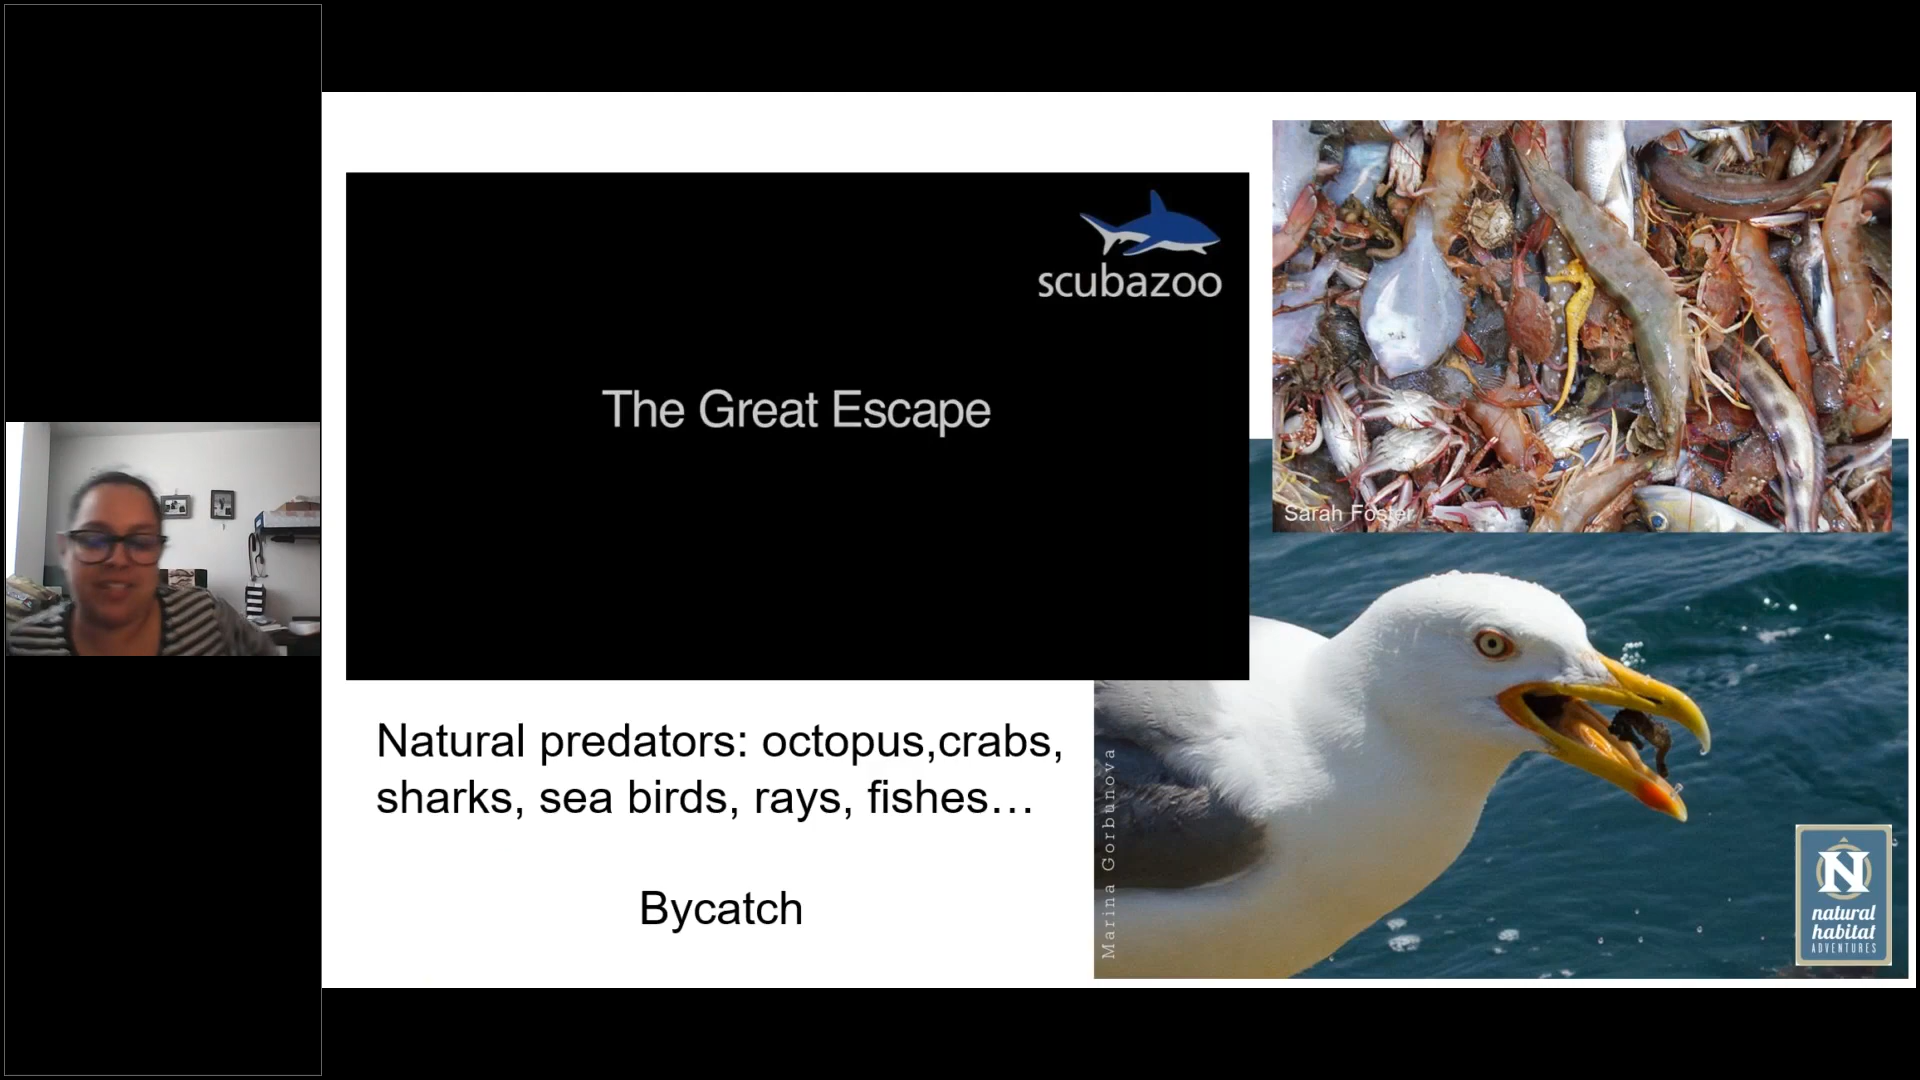 scubazoo
The Great Escape
Sarah Foster
Natural predators: octopus,crabs,
sharks, sea birds, rays, fishes…
Bycatch
Marina Gorbunova
N
natural
habitat
ADVENTURES